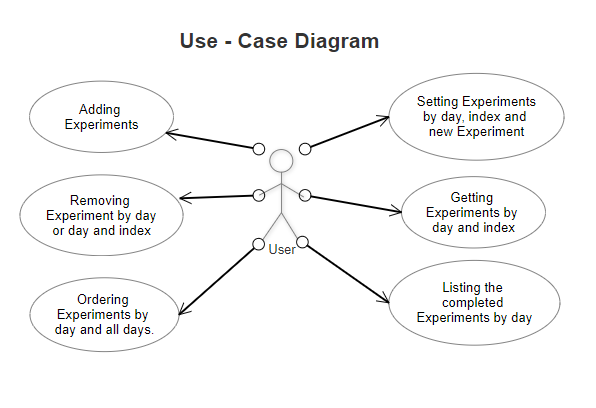 Use - Case Diagram
Adding
Experiments
Setting Experiments
by day, index and
new Experiment
Removing
Experiment by day
or day and index
Getting
Experiments by
day and index
User
Ordering
Experiments by
day and all days.
Listing the
completed
Experiments by day